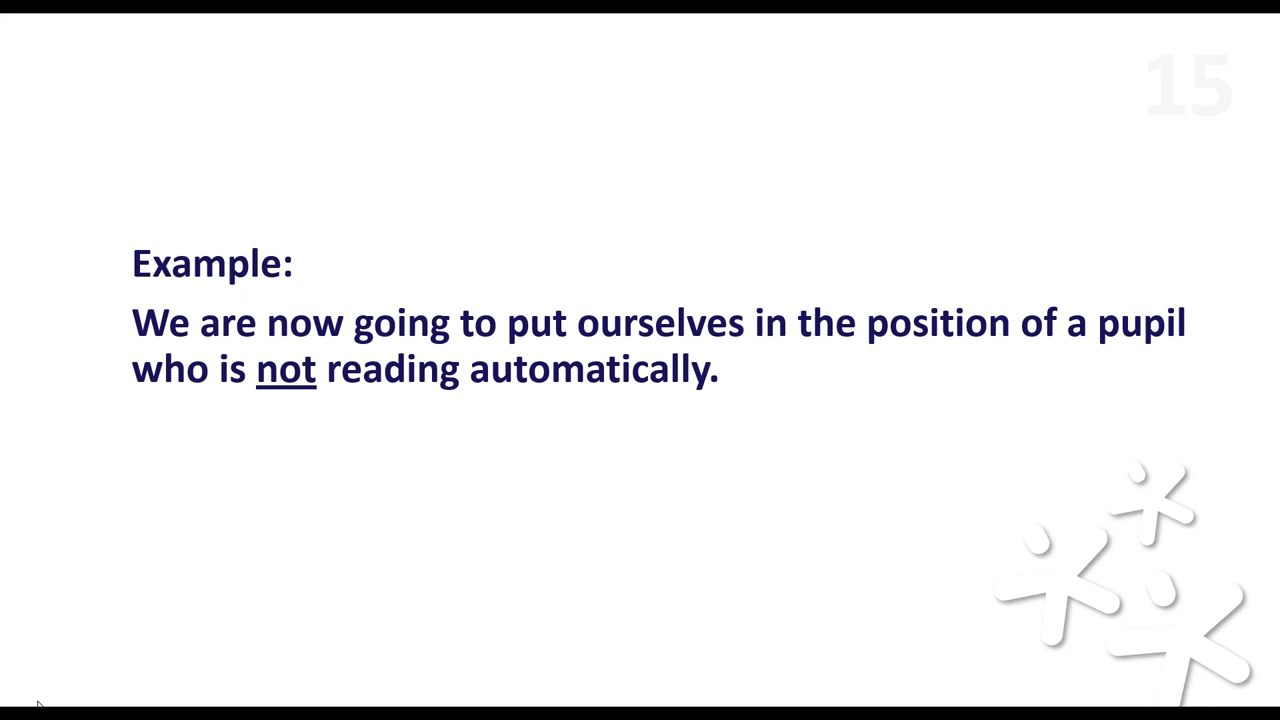 15
Example:
We are now going to put ourselves in the position of a pupil
who is not reading automatically.